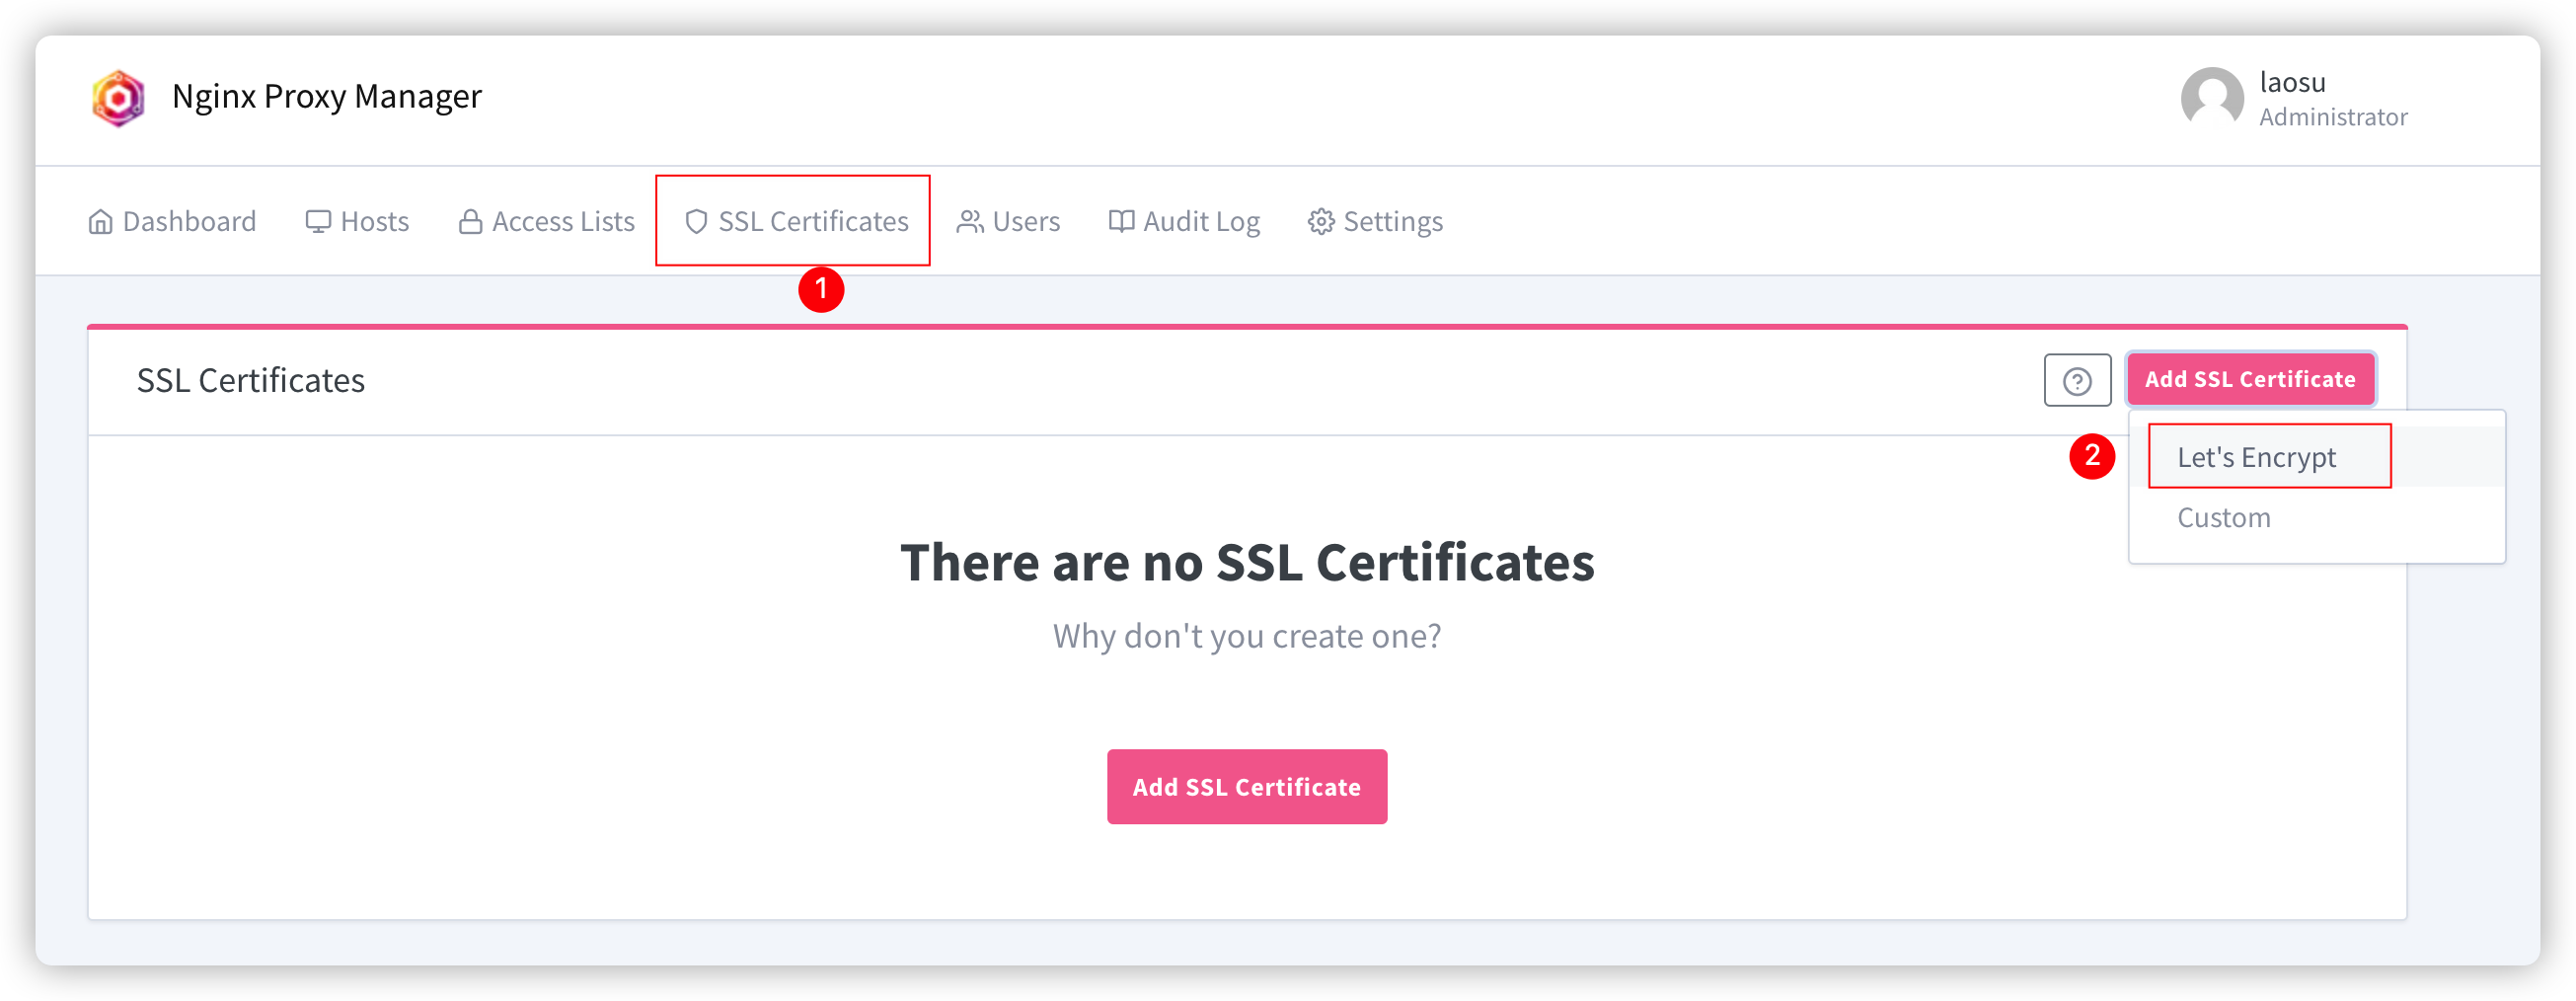 Nginx Proxy Manager
laosu
Administrator
Dashboard Hosts Access Lists SSL Certificates Users Audit Log Settings
1
SSL Certificates
Add SSL Certificate
2
Let's Encrypt
Custom
There are no SSL Certificates
Why don't you create one?
Add SSL Certificate